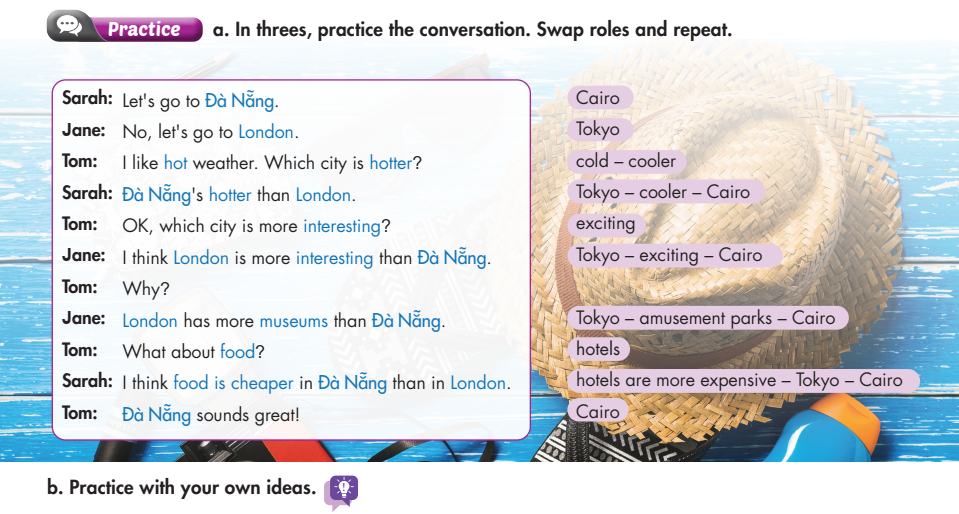 Practice a. In threes, practice the conversation. Swap roles and repeat.
Sarah: Let's go to Đà Nẵng. Cairo
Jane: No, let's go to London. Tokyo
Tom: I like hot weather. Which city is hotter? cold – cooler
Sarah: Đà Nẵng's hotter than London. Tokyo – cooler – Cairo
Tom: OK, which city is more interesting? exciting
Jane: I think London is more interesting than Đà Nẵng. Tokyo – exciting – Cairo
Tom: Why?
Jane: London has more museums than Đà Nẵng. Tokyo – amusement parks – Cairo
Tom: What about food? hotels
Sarah: I think food is cheaper in Đà Nẵng than in London. hotels are more expensive – Tokyo – Cairo
Tom: Đà Nẵng sounds great! Cairo
b. Practice with your own ideas.